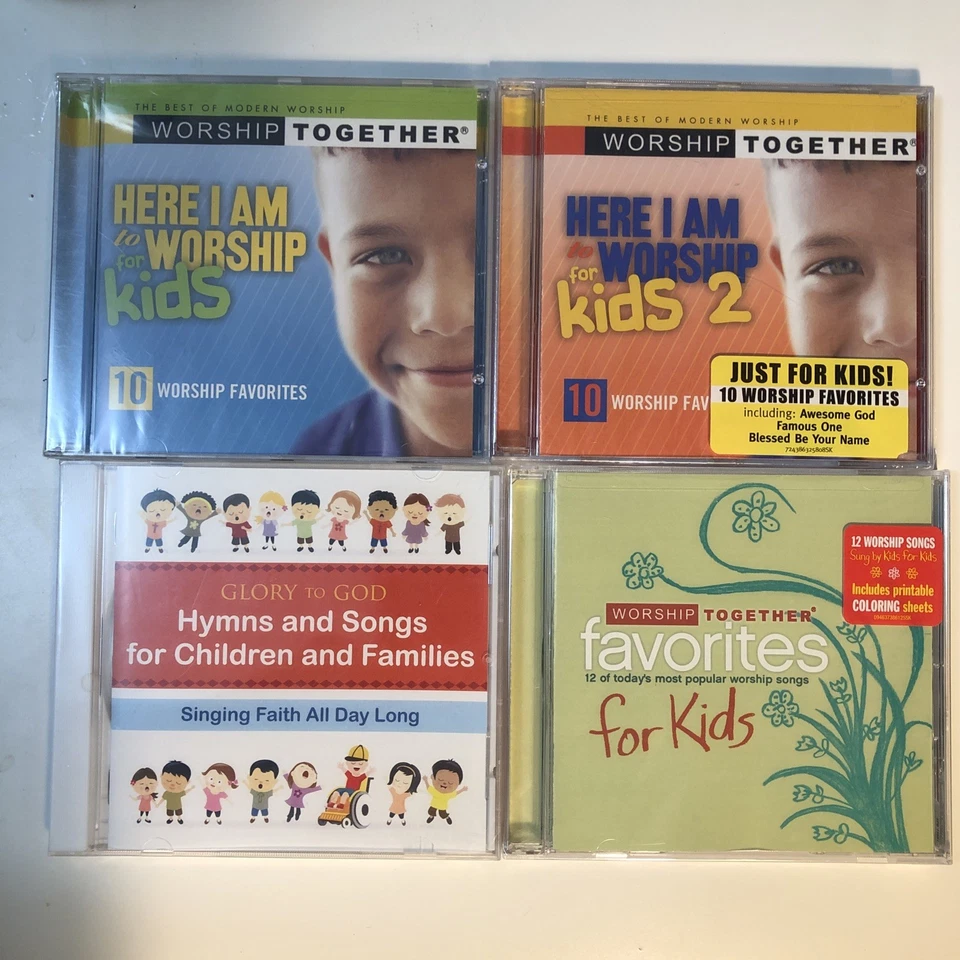 THE BEST OF MODERN WORSHIP
WORSHIP TOGETHER®
HERE I AM
to WORSHIP
for
kids
10 WORSHIP FAVORITES
THE BEST OF MODERN WORSHIP
WORSHIP TOGETHER®
HERE I AM
to WORSHIP
for
kids 2
10 WORSHIP FAV
JUST FOR KIDS!
10 WORSHIP FAVORITES
including: Awesome God
Famous One
Blessed Be Your Name
GLORY TO GOD
Hymns and Songs
for Children and Families
Singing Faith All Day Long
12 WORSHIP SONGS
Sung by Kids for Kids
Includes printable
COLORING sheets
WORSHIP TOGETHER®
favorites
12 of today's most popular worship songs
for Kids